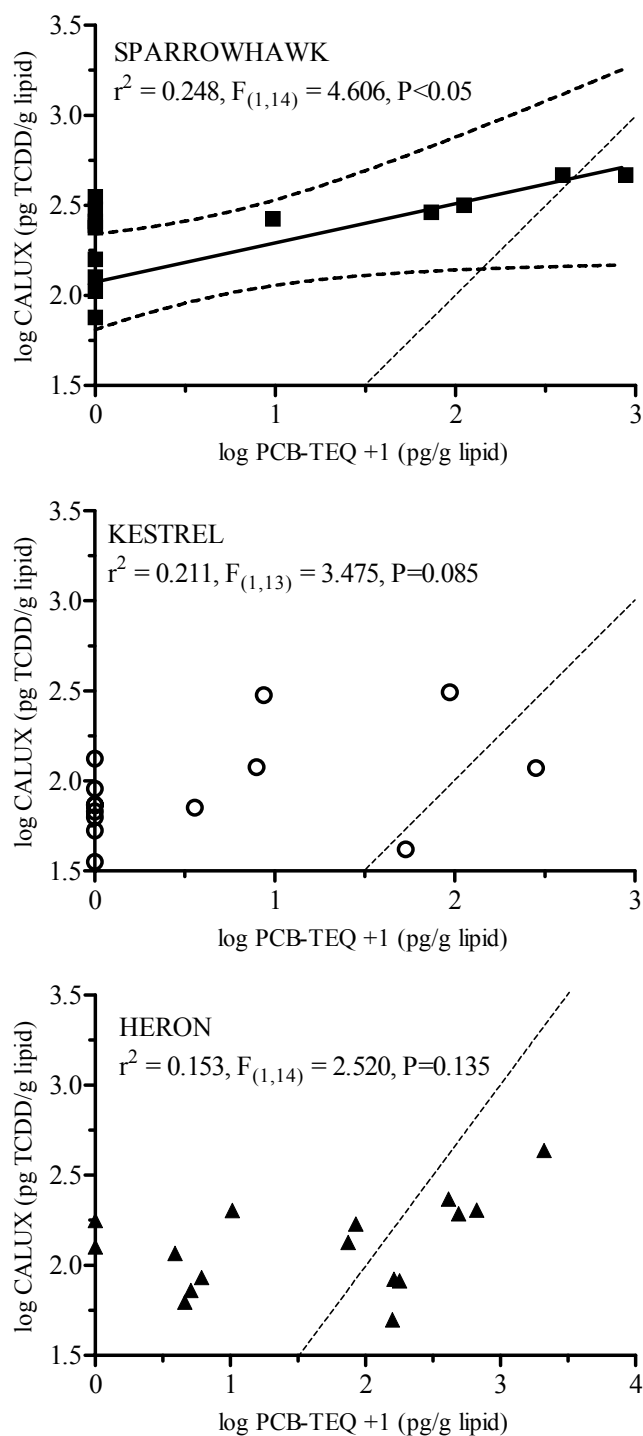 3.5
SPARROWHAWK
r² = 0.248, F(1,14) = 4.606, P<0.05
3.0
2.5
2.0
1.5
log CALUX (pg TCDD/g lipid)
0 1 2 3
log PCB-TEQ +1 (pg/g lipid)
3.5
KESTREL
r² = 0.211, F(1,13) = 3.475, P=0.085
3.0
2.5
2.0
1.5
log CALUX (pg TCDD/g lipid)
0 1 2 3
log PCB-TEQ +1 (pg/g lipid)
3.5
HERON
r² = 0.153, F(1,14) = 2.520, P=0.135
3.0
2.5
2.0
1.5
log CALUX (pg TCDD/g lipid)
0 1 2 3 4
log PCB-TEQ +1 (pg/g lipid)